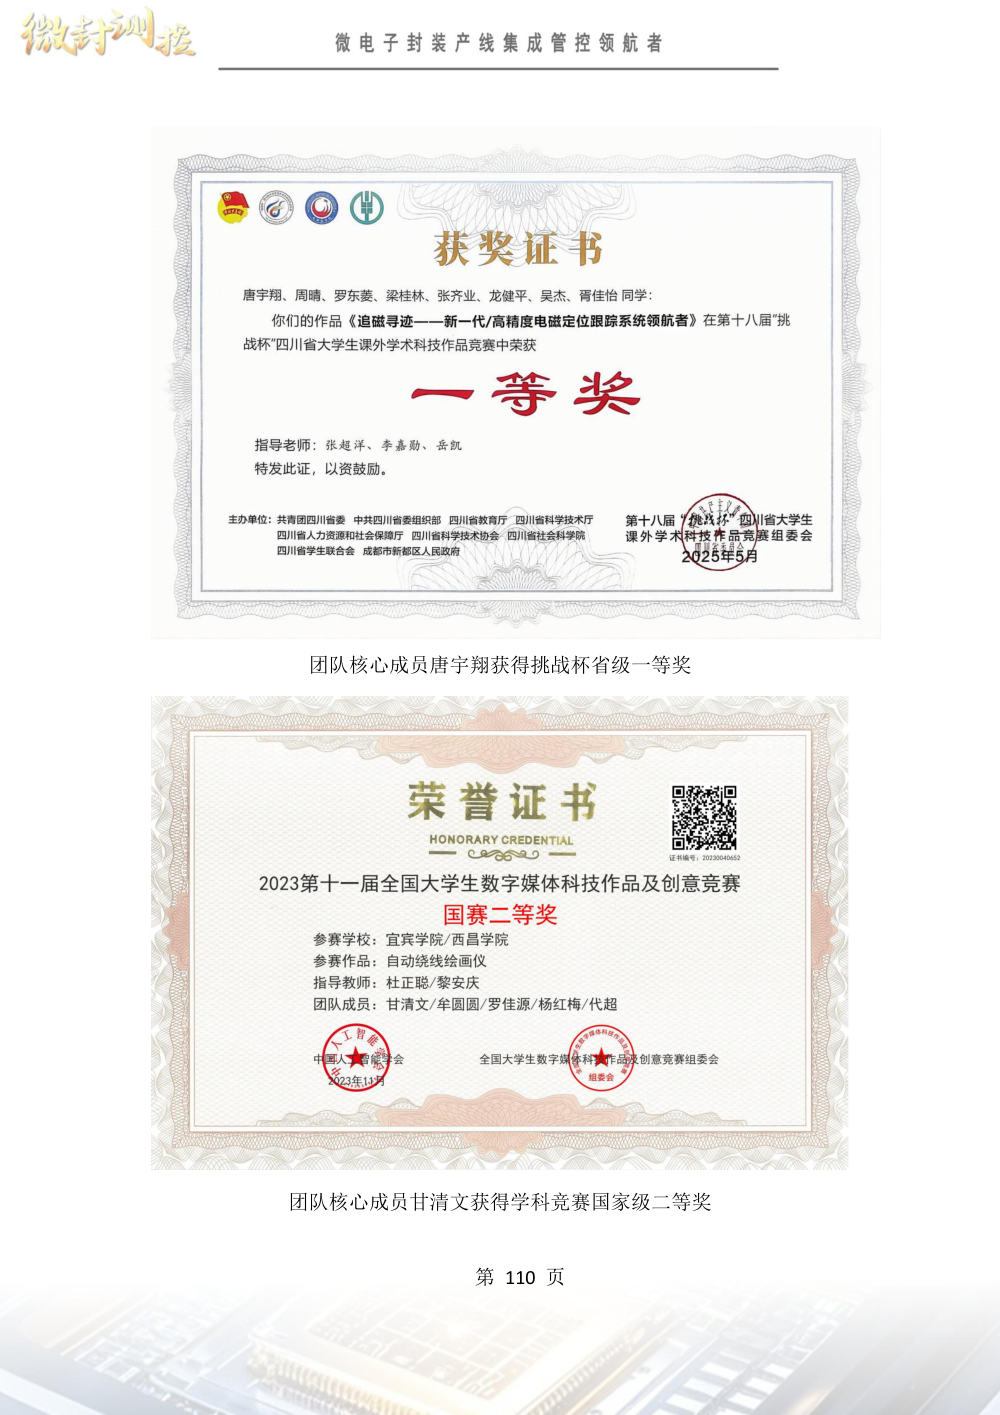 微封测控
微电子封装产线集成管控领航者
获奖证书
唐宇翔、周晴、罗东菱、梁桂林、张齐业、龙健平、吴杰、胥佳怡 同学：
你们的作品《追磁寻迹——新一代/高精度电磁定位跟踪系统领航者》在第十八届“挑
战杯”四川省大学生课外学术科技作品竞赛中荣获
一等奖
指导老师：张超洋、李嘉勋、岳凯
特发此证，以资鼓励。
主办单位：共青团四川省委 中共四川省委组织部 四川省教育厅 四川省科学技术厅
四川省人力资源和社会保障厅 四川省科学技术协会 四川省社会科学院
四川省学生联合会 成都市新都区人民政府
第十八届“挑战杯”四川省大学生
课外学术科技作品竞赛组委会
2025年5月
团队核心成员唐宇翔获得挑战杯省级一等奖
荣誉证书
HONORARY CREDENTIAL
证书编号：20230040652
2023第十一届全国大学生数字媒体科技作品及创意竞赛
国赛二等奖
参赛学校：宜宾学院/西昌学院
参赛作品：自动绕线绘画仪
指导教师：杜正聪/黎安庆
团队成员：甘清文/牟圆圆/罗佳源/杨红梅/代超
中国人工智能学会
2023年11月
全国大学生数字媒体科技作品及创意竞赛组委会
组委会
团队核心成员甘清文获得学科竞赛国家级二等奖
第 110 页